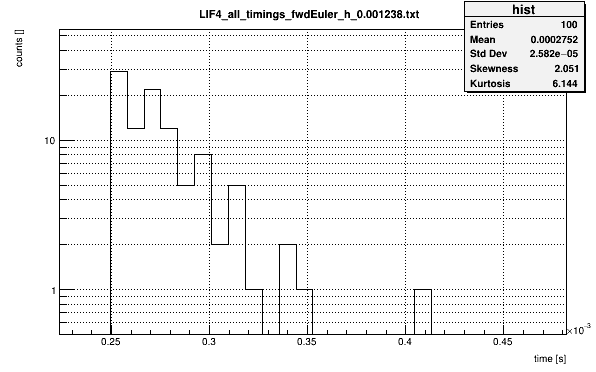 LIF4_all_timings_fwdEuler_h_0.001238.txt
counts []
hist
Entries 100
Mean 0.0002752
Std Dev 2.582e−05
Skewness 2.051
Kurtosis 6.144
10
1
0.25 0.3 0.35 0.4 0.45
×10⁻³
time [s]